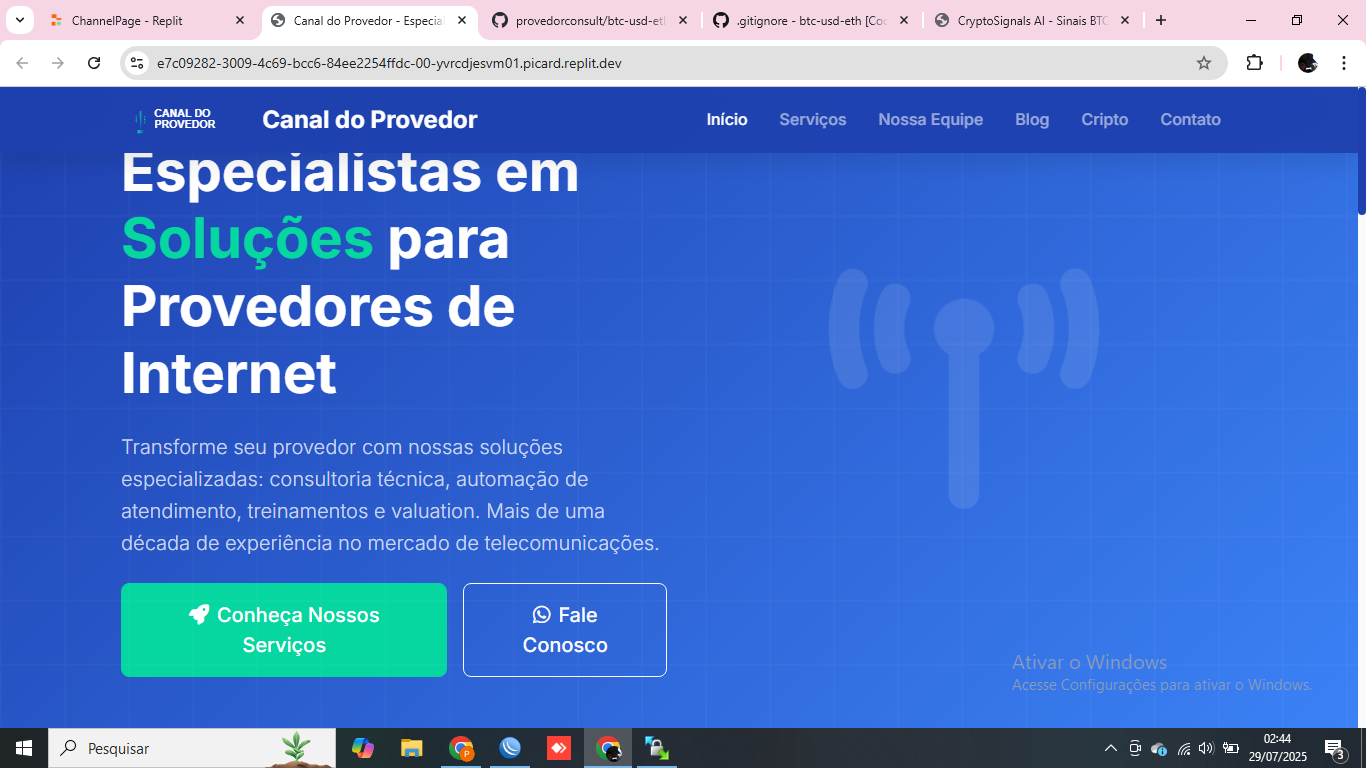 ChannelPage - Replit
Canal do Provedor - Especial
provedorconsult/btc-usd-eth
.gitignore - btc-usd-eth [Cod
CryptoSignals AI - Sinais BTC
e7c09282-3009-4c69-bcc6-84ee2254ffdc-00-yvrcdjesvm01.picard.replit.dev
CANAL DO
PROVEDOR
Canal do Provedor
Início
Serviços
Nossa Equipe
Blog
Cripto
Contato
Especialistas em
Soluções para
Provedores de
Internet
Transforme seu provedor com nossas soluções
especializadas: consultoria técnica, automação de
atendimento, treinamentos e valuation. Mais de uma
década de experiência no mercado de telecomunicações.
Conheça Nossos
Serviços
Fale
Conosco
Ativar o Windows
Acesse Configurações para ativar o Windows.
Pesquisar
P
02:44
29/07/2025
3